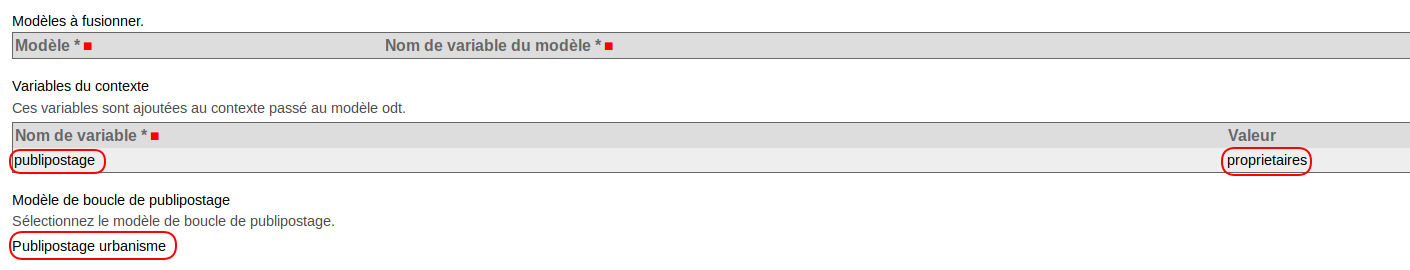 Modèles à fusionner.
Modèle * Nom de variable du modèle *
Variables du contexte
Ces variables sont ajoutées au contexte passé au modèle odt.
Nom de variable * Valeur
publipostage proprietaires
Modèle de boucle de publipostage
Sélectionnez le modèle de boucle de publipostage.
Publipostage urbanisme